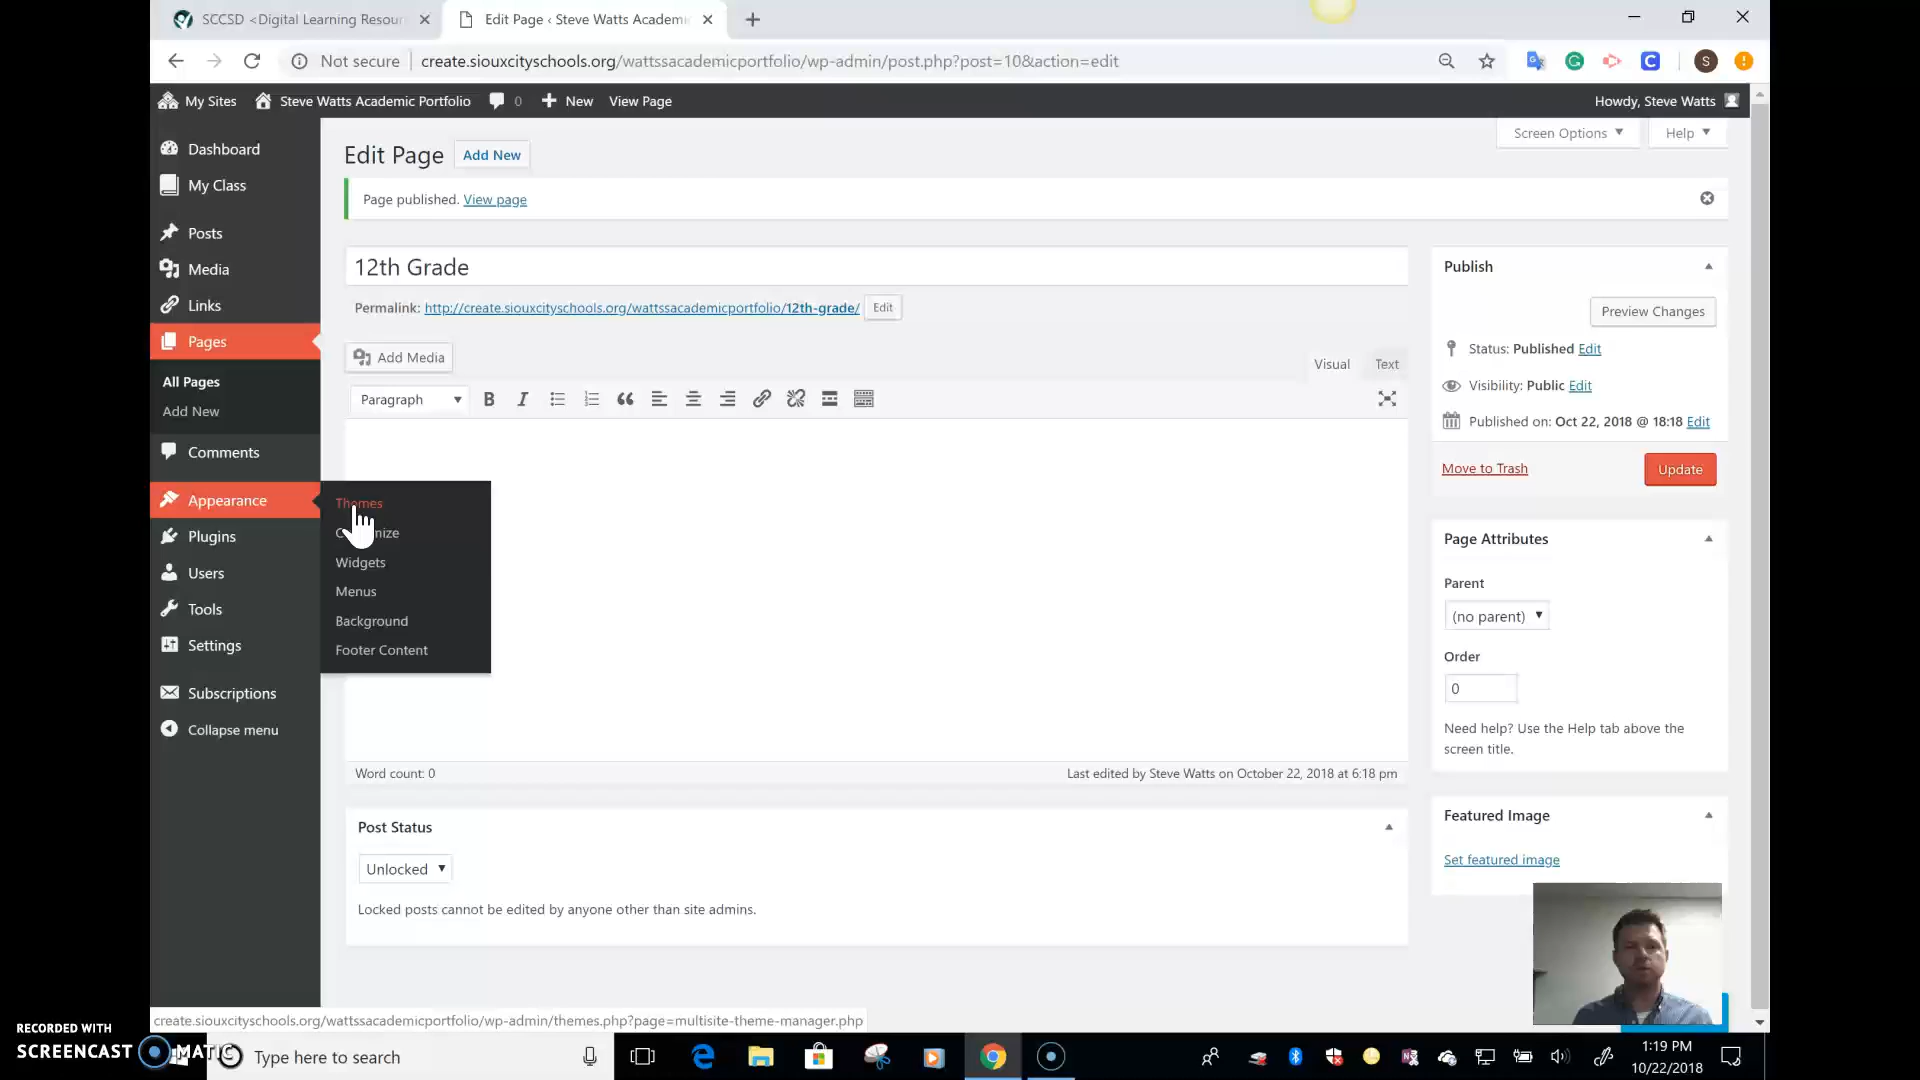 SCCSD <Digital Learning Resour
Edit Page ‹ Steve Watts Academi
Not secure
create.siouxcityschools.org/wattssacademicportfolio/wp-admin/post.php?post=10&action=edit
S
My Sites
Steve Watts Academic Portfolio
0
New
View Page
Howdy, Steve Watts
Screen Options
Help
Dashboard
My Class
Posts
Media
Links
Pages
All Pages
Add New
Comments
Appearance
Plugins
Users
Tools
Settings
Subscriptions
Collapse menu
Themes
Widgets
Menus
Background
Footer Content
Edit Page
Add New
Page published. View page
12th Grade
Permalink: http://create.siouxcityschools.org/wattssacademicportfolio/12th-grade/
Edit
Add Media
Visual
Text
Paragraph
Word count: 0
Last edited by Steve Watts on October 22, 2018 at 6:18 pm
Post Status
Unlocked
Locked posts cannot be edited by anyone other than site admins.
Publish
Preview Changes
Status: Published Edit
Visibility: Public Edit
Published on: Oct 22, 2018 @ 18:18 Edit
Move to Trash
Update
Page Attributes
Parent
(no parent)
Order
0
Need help? Use the Help tab above the
screen title.
Featured Image
Set featured image
create.siouxcityschools.org/wattssacademicportfolio/wp-admin/themes.php?page=multisite-theme-manager.php
RECORDED WITH
SCREENCAST MATIC
Type here to search
1:19 PM
10/22/2018